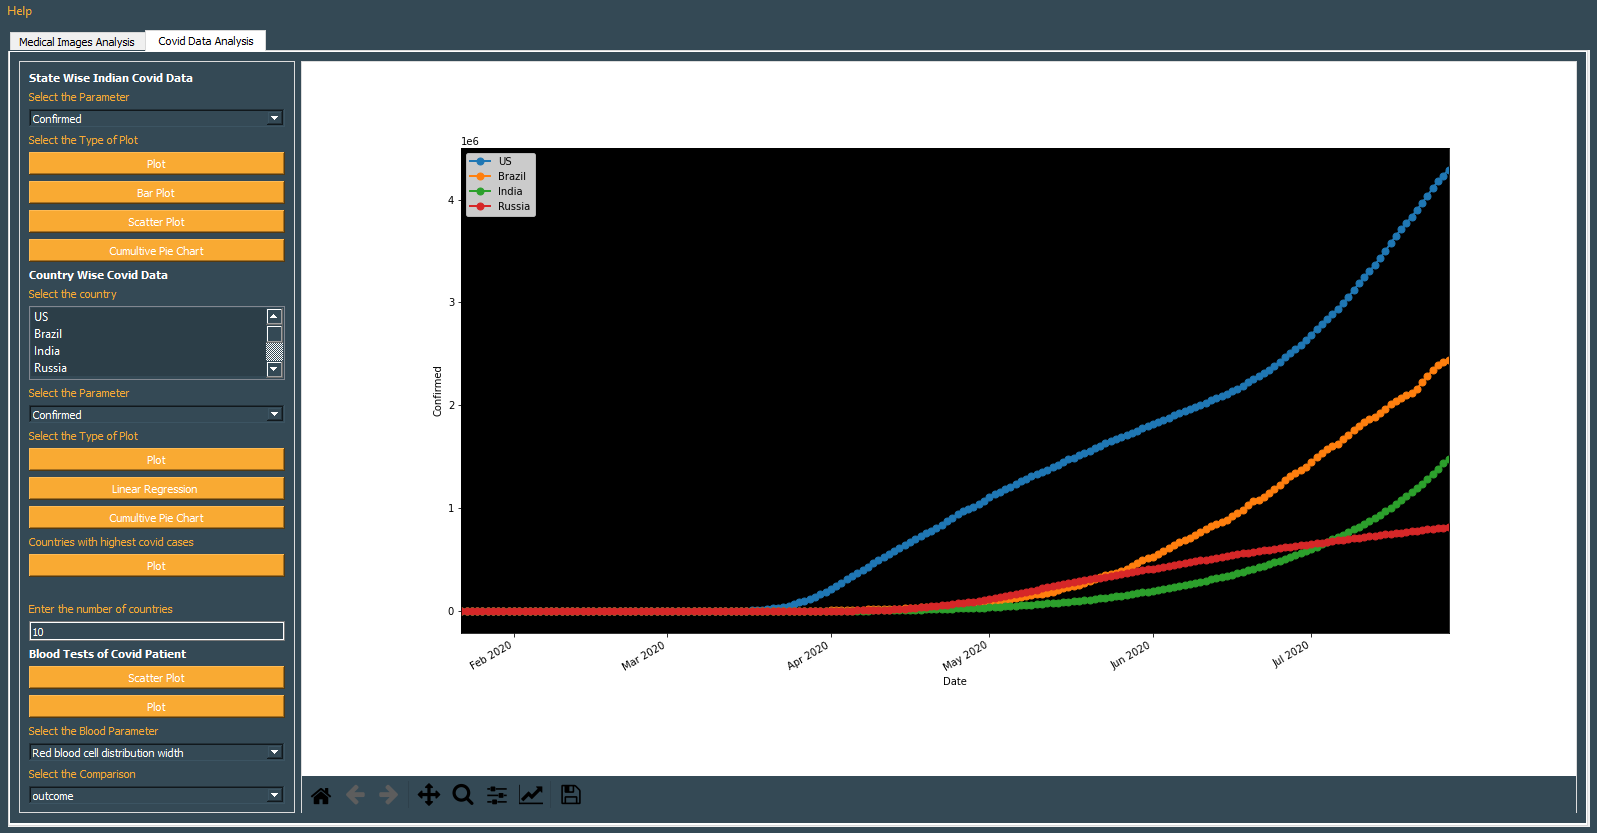 Help
Medical Images Analysis
Covid Data Analysis
State Wise Indian Covid Data
Select the Parameter
Confirmed
Select the Type of Plot
Plot
Bar Plot
Scatter Plot
Cumultive Pie Chart
Country Wise Covid Data
Select the country
US
Brazil
India
Russia
Select the Parameter
Confirmed
Select the Type of Plot
Plot
Linear Regression
Cumultive Pie Chart
Countries with highest covid cases
Plot
Enter the number of countries
10
Blood Tests of Covid Patient
Scatter Plot
Plot
Select the Blood Parameter
Red blood cell distribution width
Select the Comparison
outcome
1e6
US
Brazil
India
Russia
4
3
2
1
0
Confirmed
Feb 2020
Mar 2020
Apr 2020
May 2020
Jun 2020
Jul 2020
Date